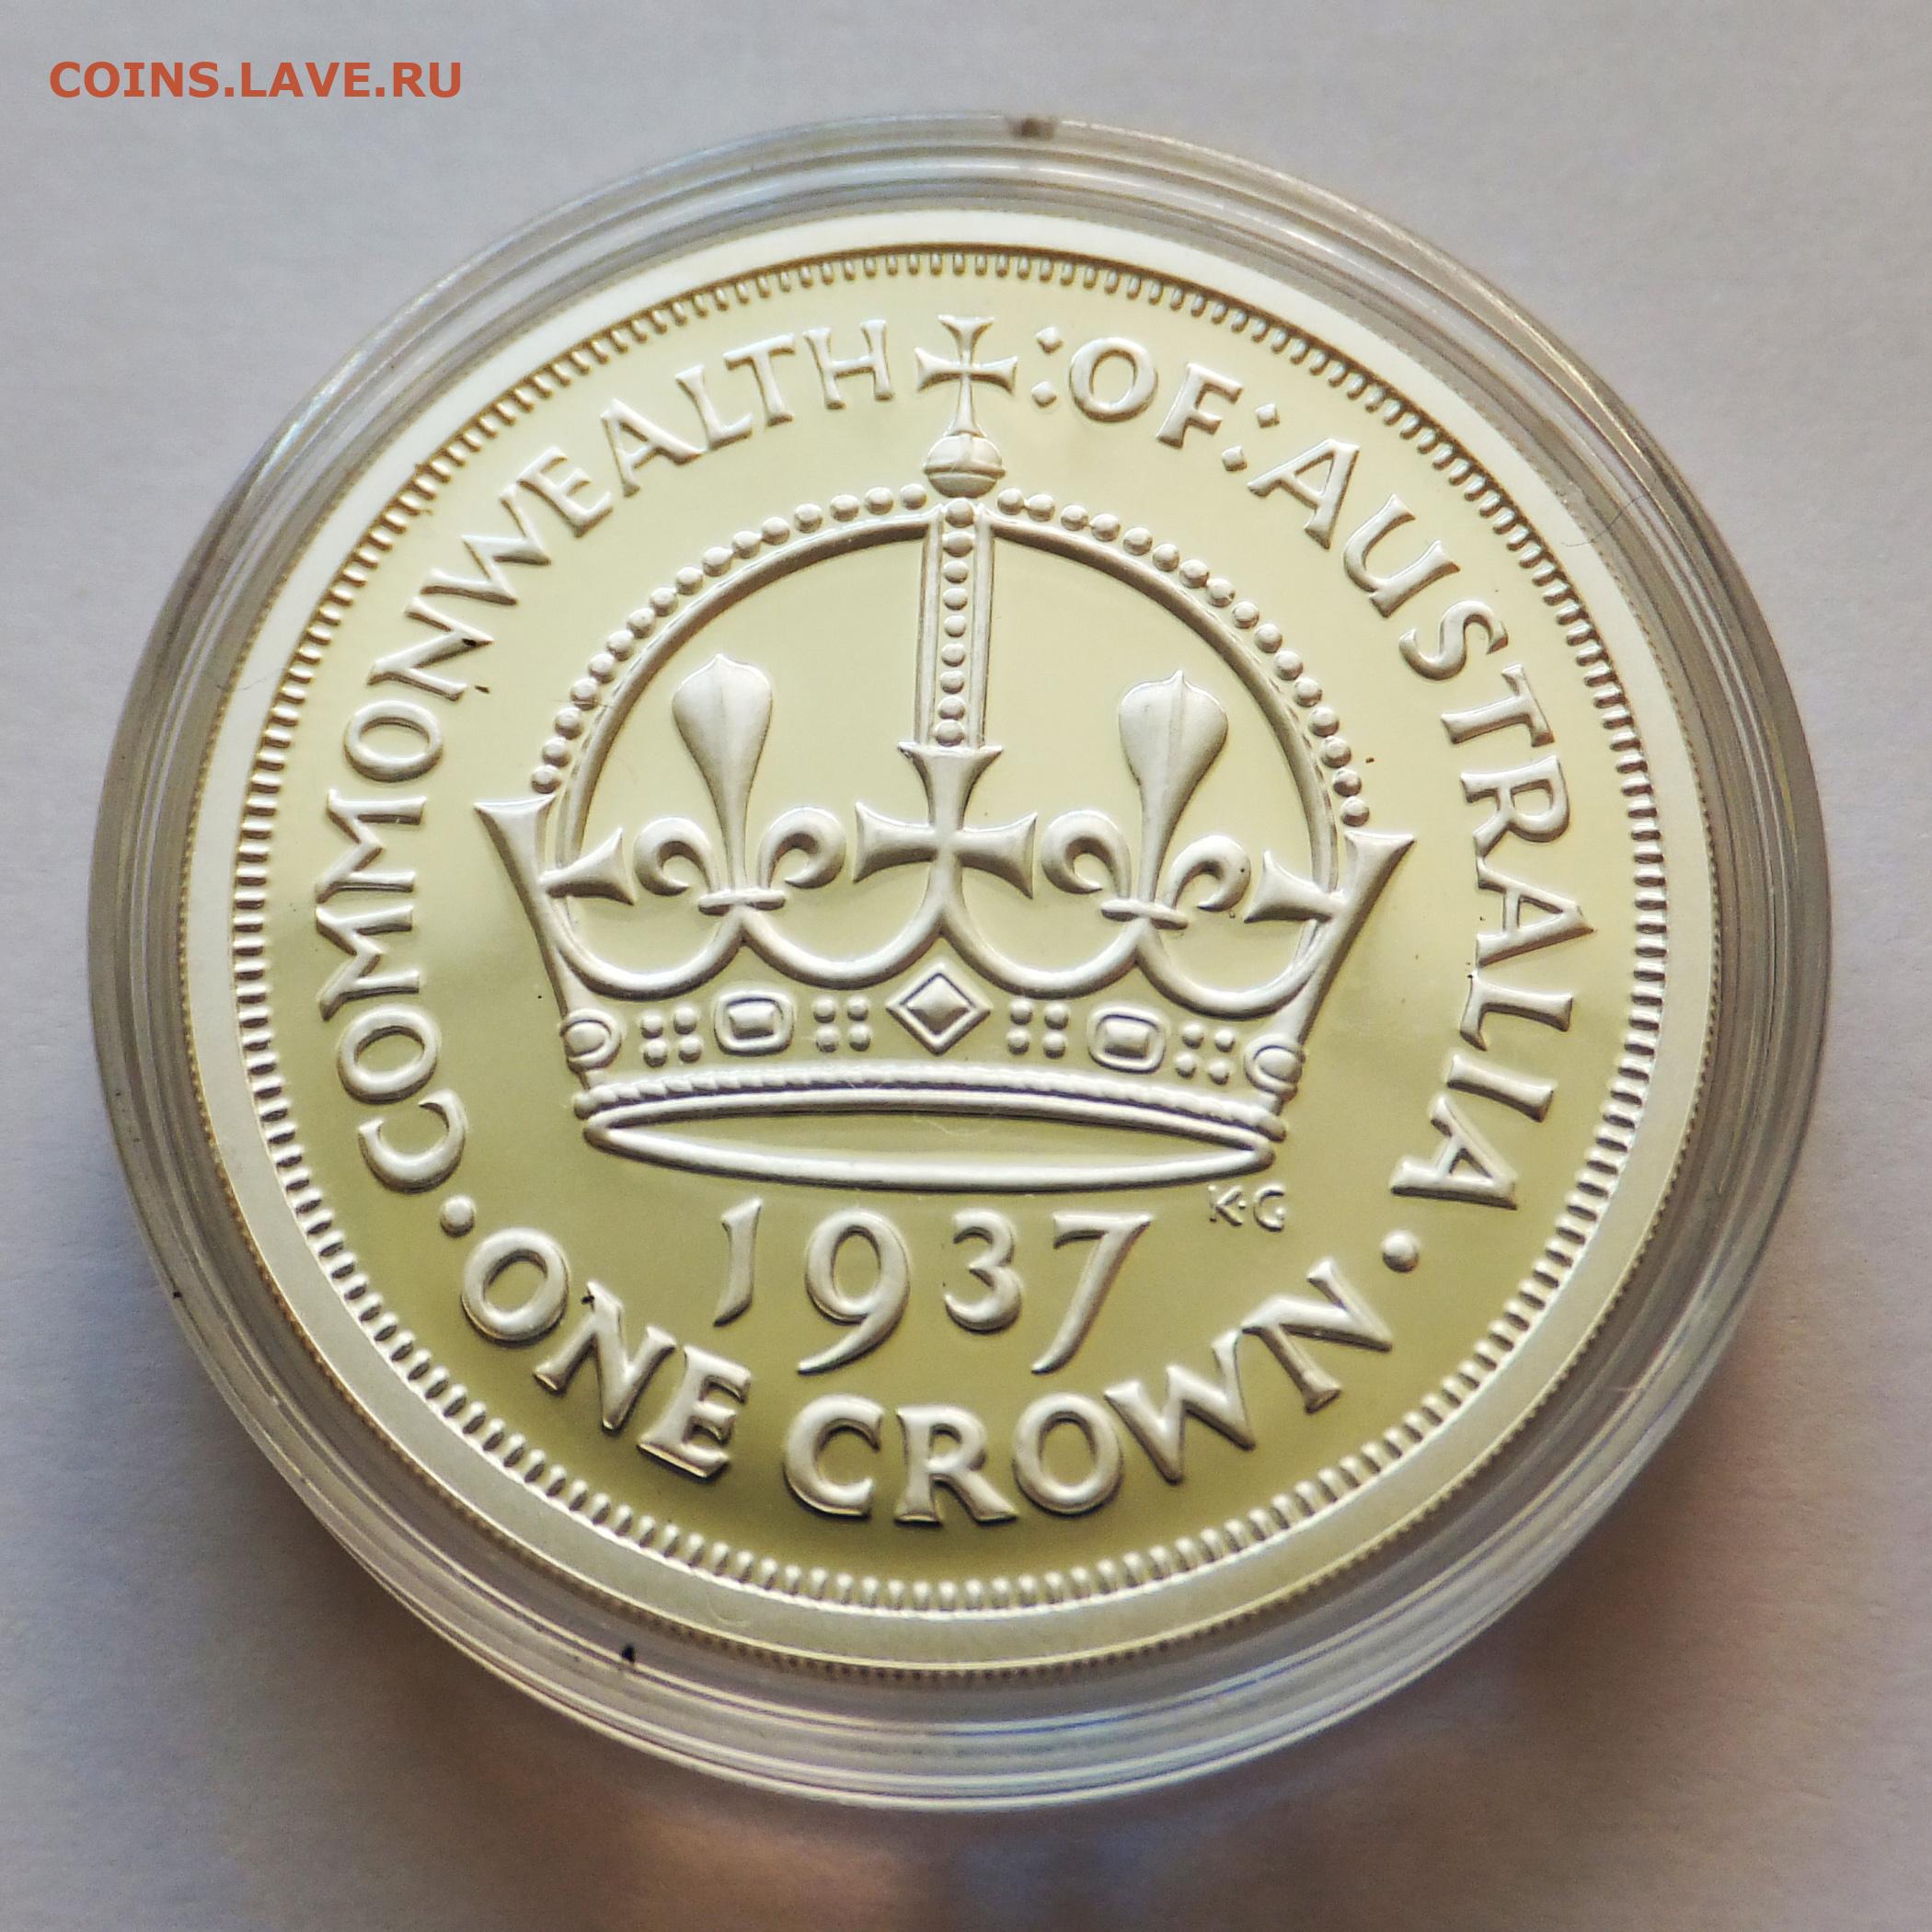 COINS.LAVE.RU
COMMONWEALTH :OF: AUSTRALIA
1937
K·G
·ONE CROWN·